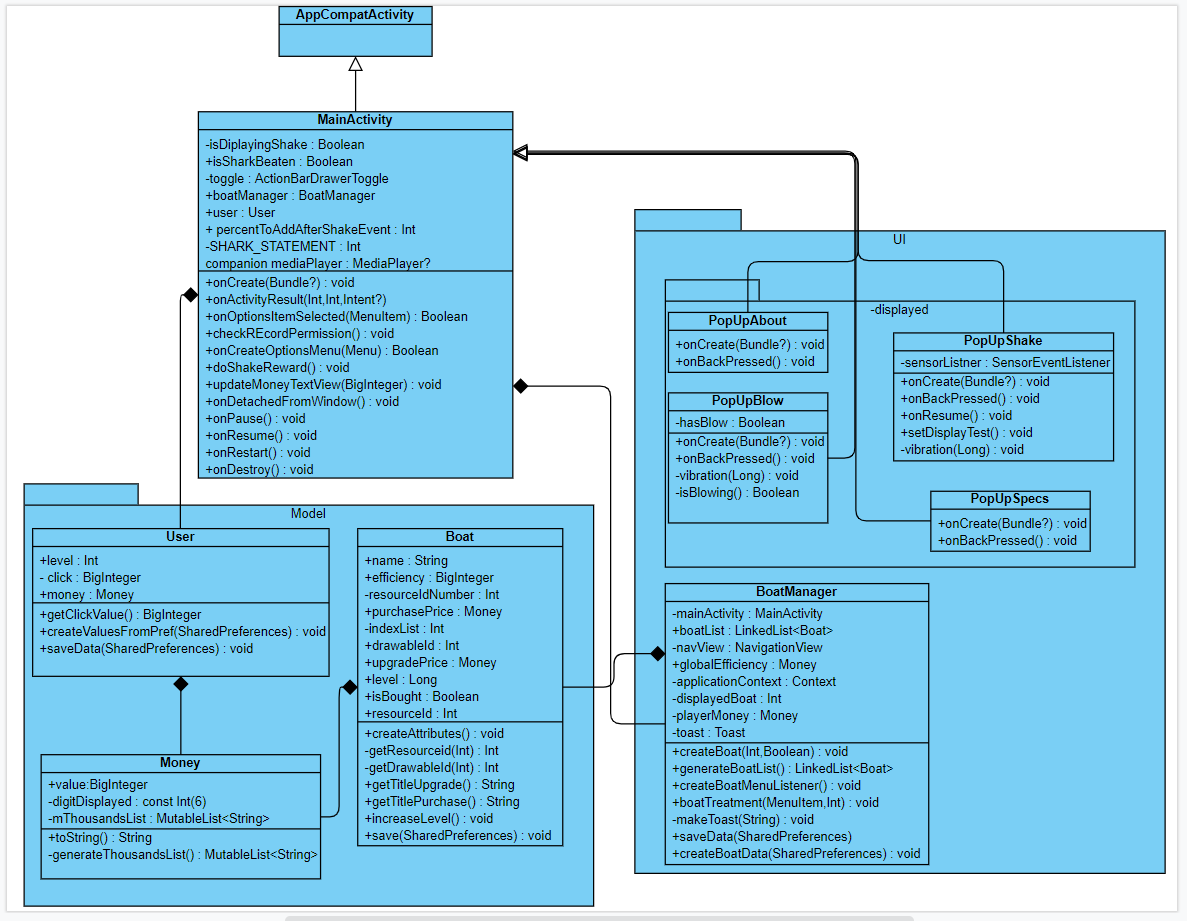 AppCompatActivity
MainActivity
-isDiplayingShake : Boolean
+isSharkBeaten : Boolean
-toggle : ActionBarDrawerToggle
+boatManager : BoatManager
+user : User
+ percentToAddAfterShakeEvent : Int
-SHARK_STATEMENT : Int
companion mediaPlayer : MediaPlayer?
+onCreate(Bundle?) : void
+onActivityResult(Int,Int,Intent?)
+onOptionsItemSelected(MenuItem) : Boolean
+checkREcordPermission() : void
+onCreateOptionsMenu(Menu) : Boolean
+doShakeReward() : void
+updateMoneyTextView(BigInteger) : void
+onDetachedFromWindow() : void
+onPause() : void
+onResume() : void
+onRestart() : void
+onDestroy() : void
UI
-displayed
PopUpAbout
+onCreate(Bundle?) : void
+onBackPressed() : void
PopUpShake
-sensorListner : SensorEventListener
+onCreate(Bundle?) : void
+onBackPressed() : void
+onResume() : void
+setDisplayTest() : void
-vibration(Long) : void
PopUpBlow
-hasBlow : Boolean
+onCreate(Bundle?) : void
+onBackPressed() : void
-vibration(Long) : void
-isBlowing() : Boolean
PopUpSpecs
+onCreate(Bundle?) : void
+onBackPressed() : void
Model
User
+level : Int
- click : BigInteger
+money : Money
+getClickValue() : BigInteger
+createValuesFromPref(SharedPreferences) : void
+saveData(SharedPreferences) : void
Boat
+name : String
+efficiency : BigInteger
-resourceIdNumber : Int
+purchasePrice : Money
-indexList : Int
+drawableId : Int
+upgradePrice : Money
+level : Long
+isBought : Boolean
+resourceId : Int
+createAttributes() : void
-getResourceid(Int) : Int
-getDrawableId(Int) : Int
+getTitleUpgrade() : String
+getTitlePurchase() : String
+increaseLevel() : void
+save(SharedPreferences) : void
Money
+value:BigInteger
-digitDisplayed : const Int(6)
-mThousandsList : MutableList<String>
+toString() : String
-generateThousandsList() : MutableList<String>
BoatManager
-mainActivity : MainActivity
+boatList : LinkedList<Boat>
-navView : NavigationView
+globalEfficiency : Money
-applicationContext : Context
-displayedBoat : Int
-playerMoney : Money
-toast : Toast
+createBoat(Int,Boolean) : void
+generateBoatList() : LinkedList<Boat>
+createBoatMenuListener() : void
+boatTreatment(MenuItem,Int) : void
-makeToast(String) : void
+saveData(SharedPreferences)
+createBoatData(SharedPreferences) : void